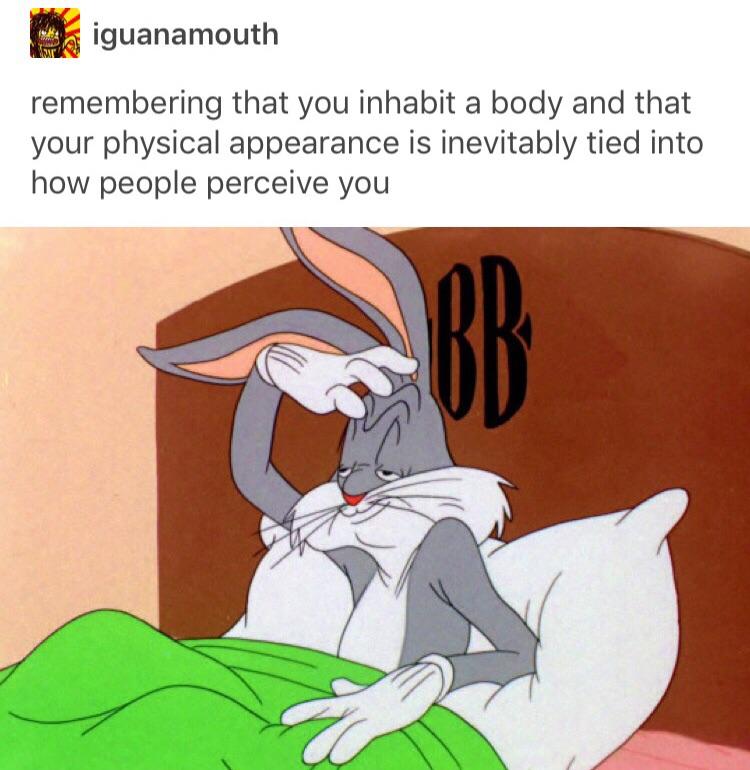 iguanamouth
remembering that you inhabit a body and that
your physical appearance is inevitably tied into
how people perceive you
BB